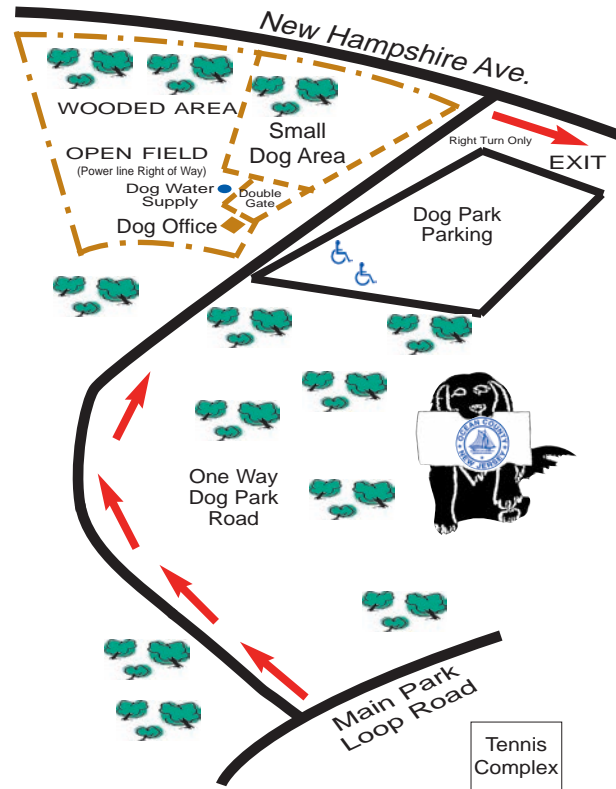 New Hampshire Ave.
WOODED AREA
Small
Dog Area
Right Turn Only
EXIT
OPEN FIELD
(Power line Right of Way)
Dog Water
Supply
Double
Gate
Dog Office
Dog Park
Parking
OCEAN COUNTY
NEW JERSEY
One Way
Dog Park
Road
Main Park
Loop Road
Tennis
Complex